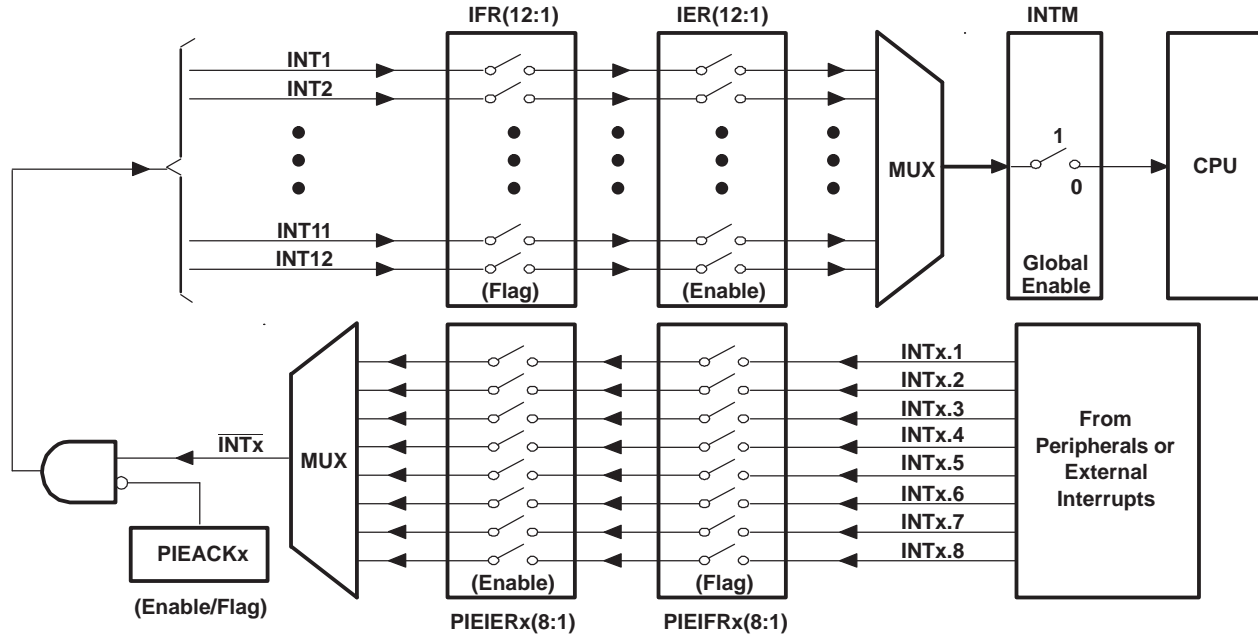 IFR(12:1)
IER(12:1)
INTM
INT1
INT2
INT11
INT12
(Flag)
(Enable)
MUX
1
0
Global
Enable
CPU
INTx.1
INTx.2
INTx.3
INTx.4
INTx.5
INTx.6
INTx.7
INTx.8
From
Peripherals or
External
Interrupts
MUX
INTx
PIEACKx
(Enable/Flag)
(Enable)
(Flag)
PIEIERx(8:1)
PIEIFRx(8:1)